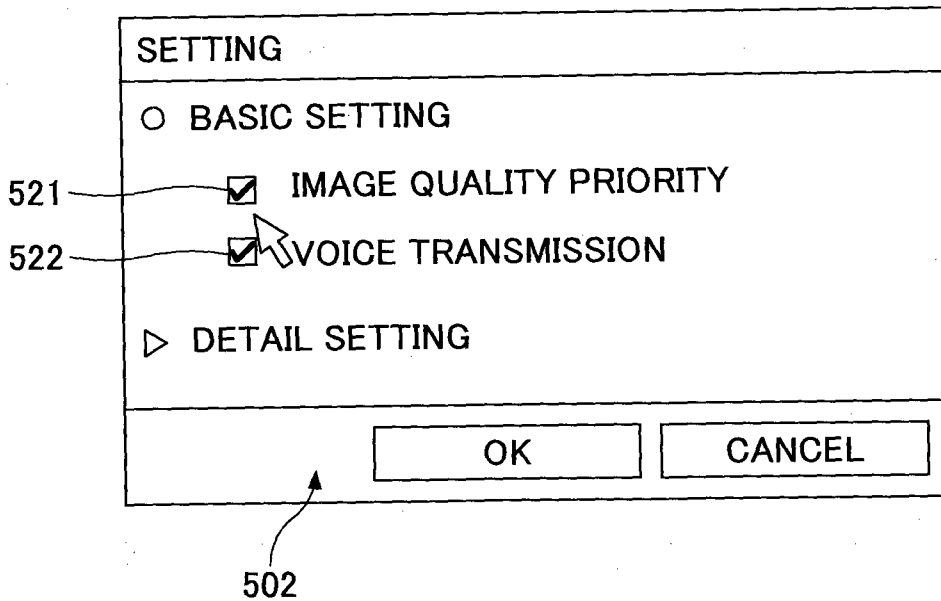 SETTING
BASIC SETTING
521 IMAGE QUALITY PRIORITY
522 VOICE TRANSMISSION
DETAIL SETTING
OK CANCEL
502